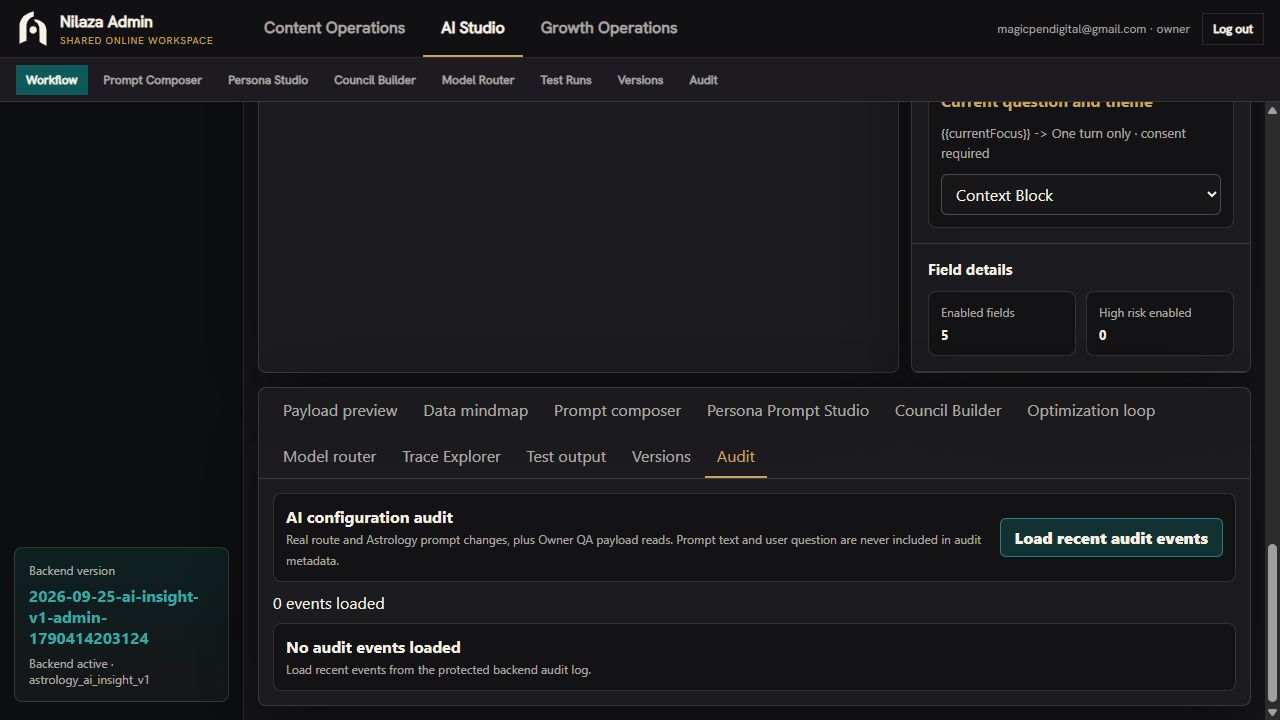 Nilaza Admin
SHARED ONLINE WORKSPACE
Content Operations
AI Studio
Growth Operations
magicpendigital@gmail.com · owner
Log out
Workflow
Prompt Composer
Persona Studio
Council Builder
Model Router
Test Runs
Versions
Audit
Current question and theme
{{currentFocus}} -> One turn only · consent
required
Context Block
Field details
Enabled fields
5
High risk enabled
0
Payload preview
Data mindmap
Prompt composer
Persona Prompt Studio
Council Builder
Optimization loop
Model router
Trace Explorer
Test output
Versions
Audit
AI configuration audit
Real route and Astrology prompt changes, plus Owner QA payload reads. Prompt text and user question are never included in audit
metadata.
Load recent audit events
0 events loaded
No audit events loaded
Load recent events from the protected backend audit log.
Backend version
2026-09-25-ai-insight-
v1-admin-
1790414203124
Backend active ·
astrology_ai_insight_v1